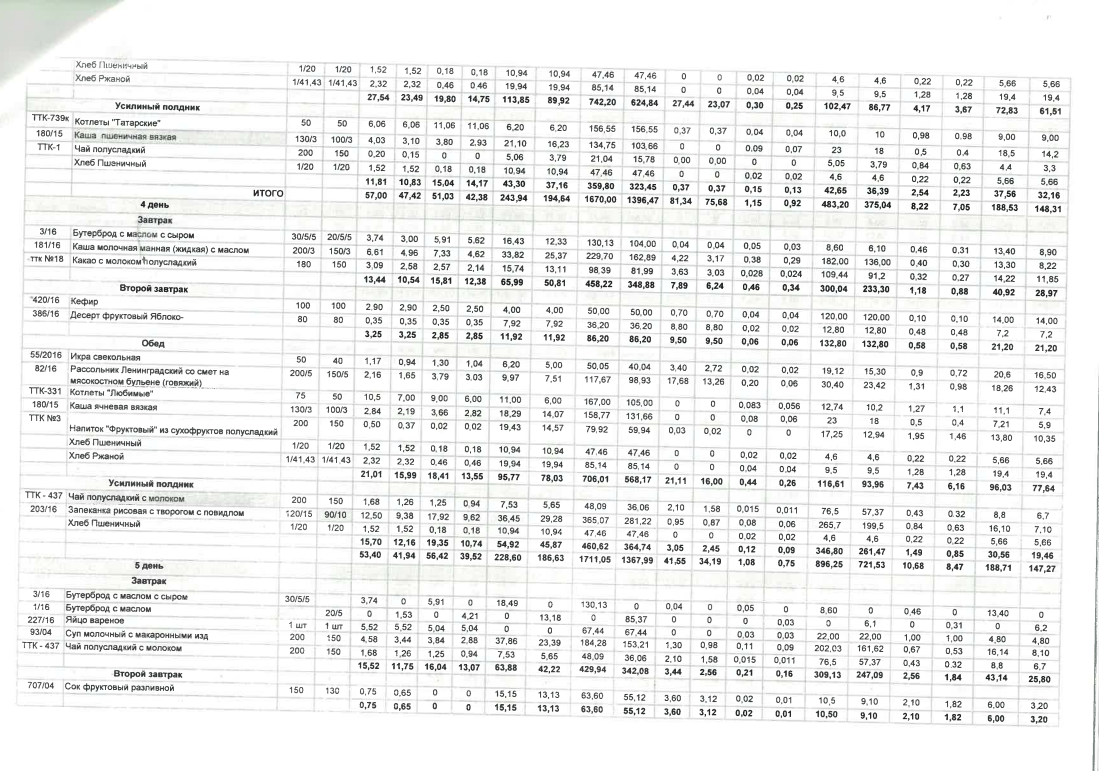 Хлеб Пшеничный 1/20 1/20 1,52 1,52 0,18 0,18 10,94 10,94 47,46 47,46 0 0 0,02 0,02 4,6 4,6 0,22 0,22 5,66 5,66
Хлеб Ржаной 1/41,43 1/41,43 2,32 2,32 0,46 0,46 19,94 19,94 85,14 85,14 0 0 0,04 0,04 9,5 9,5 1,28 1,28 19,4 19,4
27,54 23,49 19,80 14,75 113,85 89,92 742,20 624,84 27,44 23,07 0,30 0,25 102,47 86,77 4,17 3,67 72,83 61,51
Усилиный полдник
ТТК-739к Котлеты "Татарские" 50 50 6,06 6,06 11,06 11,06 6,20 6,20 156,55 156,55 0,37 0,37 0,04 0,04 10,0 10 0,98 0.98 9,00 9,00
180/15 Каша пшеничная вязкая 130/3 100/3 4,03 3,10 3,80 2.93 21,10 16,23 134,75 103,66 0 0 0,09 0,07 23 18 0,5 0.4 18,5 14,2
ТТК-1 Чай полусладкий 200 150 0,20 0,15 0 0 5,06 3,79 21,04 15,78 0,00 0,00 0 0 5,05 3,79 0,84 0,63 4.4 3,3
Хлеб Пшеничный 1/20 1/20 1,52 1,52 0,18 0,18 10,94 10,94 47,46 47,46 0 0 0,02 0,02 4,6 4,6 0,22 0,22 5,66 5,66
11,81 10,83 15,04 14,17 43,30 37,16 359,80 323,45 0,37 0,37 0,15 0,13 42,65 36,39 2,54 2,23 37,56 32,16
ИТОГО 57,00 47,42 51,03 42,38 243,94 194,64 1670,00 1396,47 81,34 75,68 1,15 0,92 483,20 375,04 8,22 7,05 188,53 148,31
4 день
Завтрак
3/16 Бутерброд с маслом с сыром 30/5/5 20/5/5 3,74 3,00 5,91 5.62 16,43 12,33 130,13 104,00 0,04 0,04 0,05 0,03 8,60 6,10 0,46 0.31 13,40 8,90
181/16 Каша молочная манная (жидкая) с маслом 200/3 150/3 6,61 4,96 7,33 4,62 33,82 25,37 229,70 162,89 4,22 3,17 0,38 0,29 182,00 136,00 0,40 0,30 13,30 8,22
ттк №18 Какао с молоком полусладкий 180 150 3,09 2,58 2,57 2,14 15,74 13,11 98,39 81,99 3,63 3,03 0,028 0,024 109,44 91,2 0,32 0,27 14,22 11,85
13,44 10,54 15,81 12,38 65,99 50,81 458,22 348,88 7,89 6,24 0,46 0,34 300,04 233,30 1,18 0,88 40,92 28,97
Второй завтрак
420/16 Кефир 100 100 2,90 2,90 2,50 2,50 4,00 4,00 50,00 50,00 0,70 0,70 0,04 0,04 120,00 120,00 0,10 0,10 14,00 14,00
386/16 Десерт фруктовый Яблоко- 80 80 0,35 0,35 0,35 0,35 7,92 7,92 36,20 36,20 8,80 8,80 0,02 0,02 12,80 12,80 0,48 0,48 7,2 7,2
3,25 3,25 2,85 2,85 11,92 11,92 86,20 86,20 9,50 9,50 0,06 0,06 132,80 132,80 0,58 0,58 21,20 21,20
Обед
55/2016 Икра свекольная 50 40 1,17 0,94 1,30 1,04 6,20 5,00 50,05 40,04 3,40 2,72 0,02 0,02 19,12 15,30 0,9 0,72 20,6 16,50
82/16 Рассольник Ленинградский со смет на 200/5 150/5 2,16 1,65 3,79 3,03 9,97 7,51 117,67 98,93 17,68 13,26 0,20 0,06 30,40 23,42 1,31 0,98 18,26 12,43
мясокостном бульене (говяжий)
ТТК-331 Котлеты "Любимые" 75 50 10,5 7,00 9,00 6,00 11,00 6,00 167,00 105,00 0 0 0,083 0,056 12,74 10,2 1,27 1,1 11,1 7,4
180/15 Каша ячневая вязкая 130/3 100/3 2,84 2,19 3,66 2,82 18,29 14,07 158,77 131,66 0 0 0,08 0,06 23 18 0,5 0,4 7,21 5,9
ТТК №3 200 150 0,50 0,37 0,02 0,02 19,43 14,57 79,92 59,94 0,03 0,02 0 0 17,25 12,94 1,95 1,46 13,80 10,35
Напиток "Фруктовый" из сухофруктов полусладкий
Хлеб Пшеничный 1/20 1/20 1,52 1,52 0,18 0,18 10,94 10,94 47,46 47,46 0 0 0,02 0,02 4,6 4,6 0,22 0,22 5,66 5,66
Хлеб Ржаной 1/41,43 1/41,43 2,32 2,32 0,46 0,46 19,94 19,94 85,14 85,14 0 0 0,04 0,04 9,5 9,5 1,28 1,28 19,4 19,4
21,01 15,99 18,41 13,55 95,77 78,03 706,01 568,17 21,11 16,00 0,44 0,26 116,61 93,96 7,43 6,16 96,03 77,64
Усилиный полдник
ТТК - 437 Чай полусладкий с молоком 200 150 1,68 1,26 1,25 0,94 7,53 5,65 48,09 36,06 2,10 1,58 0,015 0,011 76,5 57,37 0,43 0.32 8,8 6,7
203/16 Запеканка рисовая с творогом с повидлом 120/15 90/10 12,50 9,38 17,92 9,62 36,45 29,28 365,07 281,22 0,95 0,87 0,08 0,06 265,7 199,5 0,84 0,63 16,10 7,10
Хлеб Пшеничный 1/20 1/20 1,52 1,52 0,18 0,18 10,94 10,94 47,46 47,46 0 0 0,02 0,02 4,6 4,6 0,22 0,22 5,66 5,66
15,70 12,16 19,35 10,74 54,92 45,87 460,62 364,74 3,05 2,45 0,12 0,09 346,80 261,47 1,49 0,85 30,56 19,46
53,40 41,94 56,42 39,52 228,60 186,63 1711,05 1367,99 41,55 34,19 1,08 0,75 896,25 721,53 10,68 8,47 188,71 147,27
5 день
Завтрак
3/16 Бутерброд с маслом с сыром 30/5/5 3,74 0 5,91 0 18,49 0 130,13 0 0,04 0 0,05 0 8,60 0 0,46 0 13,40 0
1/16 Бутерброд с маслом 20/5 0 1,53 0 4,21 0 13,18 0 85,37 0 0 0 0,03 0 6,1 0 0,31 0 6,2
227/16 Яйцо вареное 1 шт 1 шт 5,52 5,52 5,04 5,04 0 0 67,44 67,44 0 0 0,03 0,03 22,00 22,00 1,00 1,00 4,80 4,80
93/04 Суп молочный с макаронными изд 200 150 4,58 3,44 3,84 2,88 37,86 23,39 184,28 153,21 1,30 0,98 0,11 0,09 202,03 161,62 0,67 0,53 16,14 8,10
ТТК - 437 Чай полусладкий с молоком 200 150 1,68 1,26 1,25 0,94 7,53 5,65 48,09 36,06 2,10 1,58 0,015 0,011 76,5 57,37 0.43 0.32 8,8 6,7
15,52 11,75 16,04 13,07 63,88 42,22 429,94 342,08 3,44 2,56 0,21 0,16 309,13 247,09 2,56 1,84 43,14 25,80
Второй завтрак
707/04 Сок фруктовый разливной 150 130 0,75 0,65 0 0 15,15 13,13 63,60 55,12 3,60 3,12 0,02 0,01 10,5 9,10 2,10 1,82 6,00 3,20
0,75 0,65 0 0 15,15 13,13 63,60 55,12 3,60 3,12 0,02 0,01 10,50 9,10 2,10 1,82 6,00 3,20